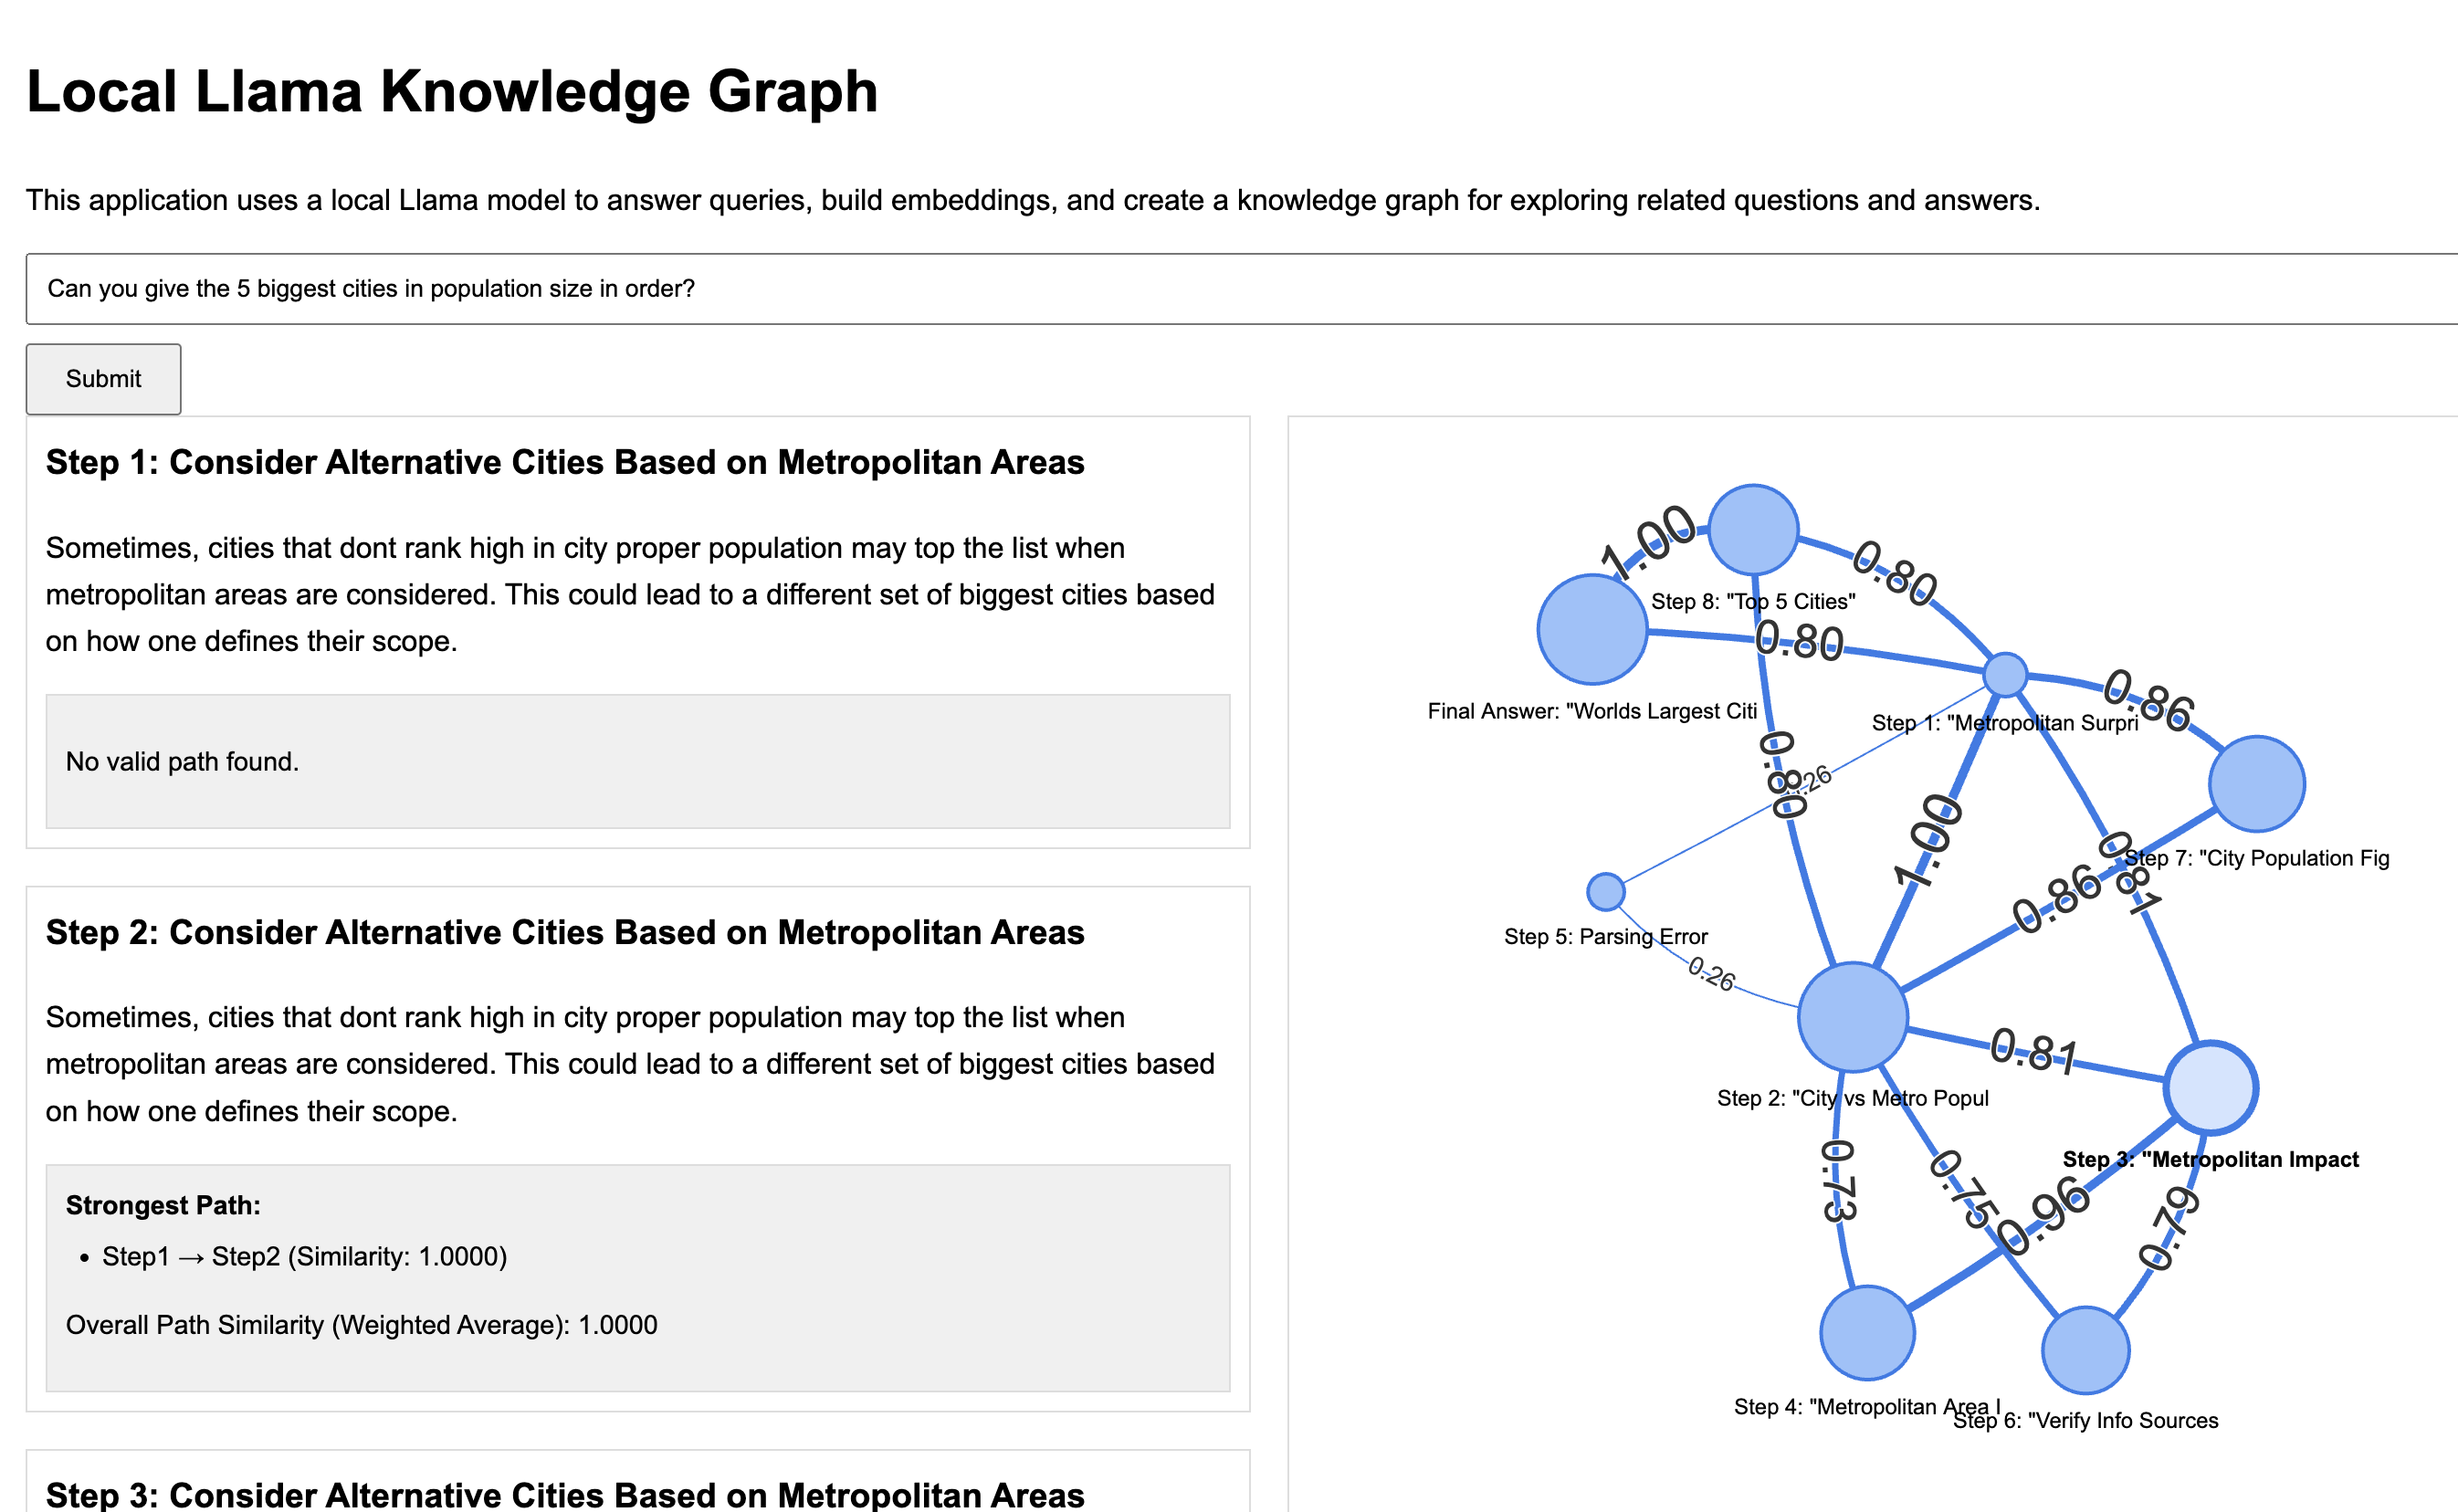 Local Llama Knowledge Graph
This application uses a local Llama model to answer queries, build embeddings, and create a knowledge graph for exploring related questions and answers.
Can you give the 5 biggest cities in population size in order?
Submit
Step 1: Consider Alternative Cities Based on Metropolitan Areas
Sometimes, cities that dont rank high in city proper population may top the list when
metropolitan areas are considered. This could lead to a different set of biggest cities based
on how one defines their scope.
No valid path found.
Step 2: Consider Alternative Cities Based on Metropolitan Areas
Sometimes, cities that dont rank high in city proper population may top the list when
metropolitan areas are considered. This could lead to a different set of biggest cities based
on how one defines their scope.
Strongest Path:
• Step1 → Step2 (Similarity: 1.0000)
Overall Path Similarity (Weighted Average): 1.0000
Step 3: Consider Alternative Cities Based on Metropolitan Areas
1.00
0.80
Step 8: "Top 5 Cities"
0.80
Final Answer: "Worlds Largest Citi
0.86
Step 1: "Metropolitan Surpri
0.80
.26
1.00
Step 7: "City Population Fig
0.86
0.81
Step 5: Parsing Error
0.26
0.81
Step 2: "City vs Metro Popul
Step 3: "Metropolitan Impact
0.73
0.75
0.96
0.79
Step 4: "Metropolitan Area I
Step 6: "Verify Info Sources